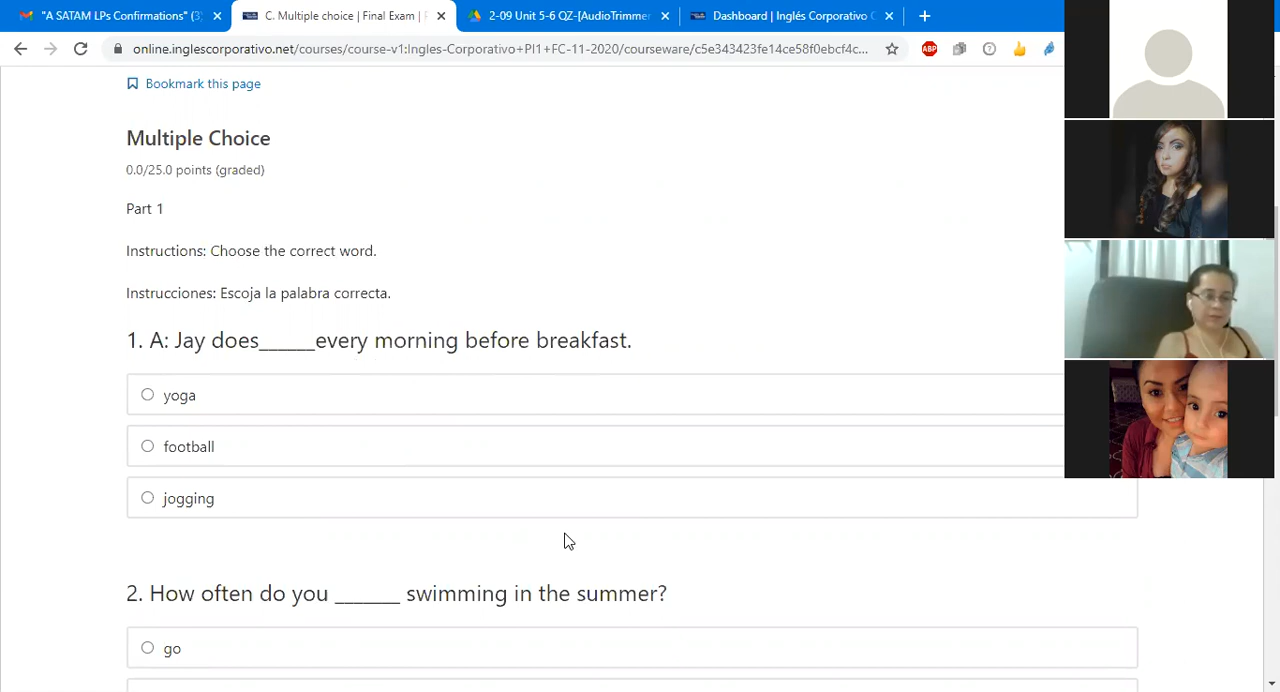 "A SATAM LPs Confirmations" (3
C. Multiple choice | Final Exam |
2-09 Unit 5-6 QZ-[AudioTrimmer
Dashboard | Inglés Corporativo
online.inglescorporativo.net/courses/course-v1:Ingles-Corporativo+PI1+FC-11-2020/courseware/c5e343423fe14ce58f0ebcf4c...
ABP
Bookmark this page
Multiple Choice
0.0/25.0 points (graded)
Part 1
Instructions: Choose the correct word.
Instrucciones: Escoja la palabra correcta.
1. A: Jay does______every morning before breakfast.
yoga
football
jogging
2. How often do you _______ swimming in the summer?
go